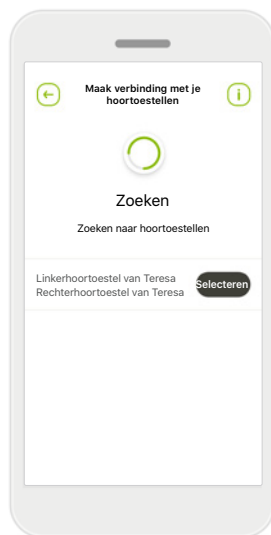 Maak verbinding met je
hoortoestellen
Zoeken
Zoeken naar hoortoestellen
Linkerhoortoestel van Teresa
Rechterhoortoestel van Teresa
Selecteren